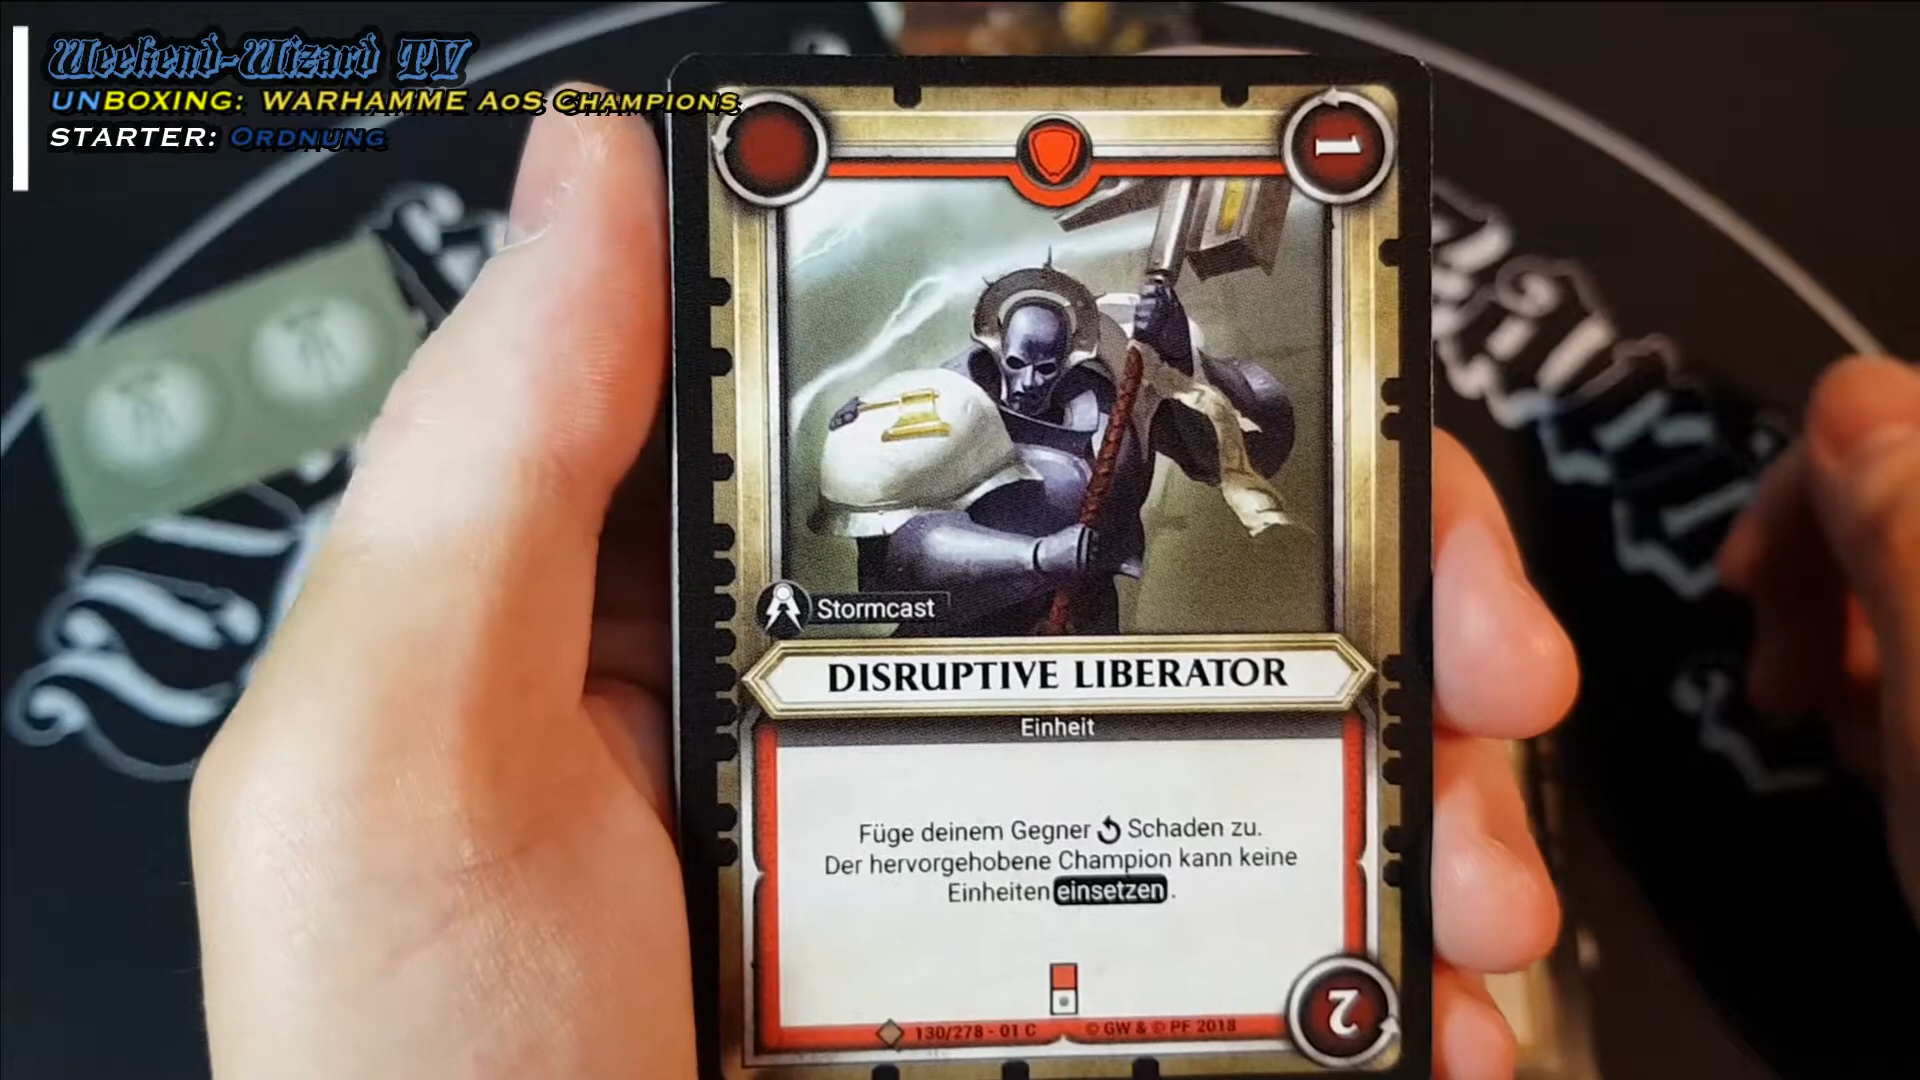 Weekend-Wizard TV
UNBOXING: WARHAMME AoS Champions
STARTER: Ordnung
1
Stormcast
DISRUPTIVE LIBERATOR
Einheit
Füge deinem Gegner Schaden zu.
Der hervorgehobene Champion kann keine
Einheiten einsetzen.
2
130/278 - 01 C © GW & © PF 2018